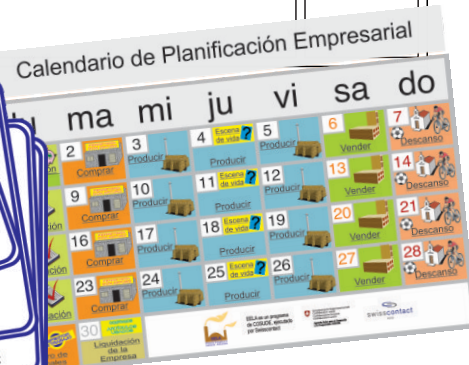 Calendario de Planificación Empresarial
ma mi ju vi sa do
2 3 4 Escena de vida ? 5 6 7
Comprar Producir Producir Producir Vender Descanso
9 10 11 Escena de vida ? 12 13 14
Comprar Producir Producir Producir Vender Descanso
16 17 18 Escena de vida ? 19 20 21
Comprar Producir Producir Producir Vender Descanso
23 24 25 Escena de vida ? 26 27 28
Comprar Producir Producir Producir Vender Descanso
30
Liquidación
de la
Empresa
swisscontact